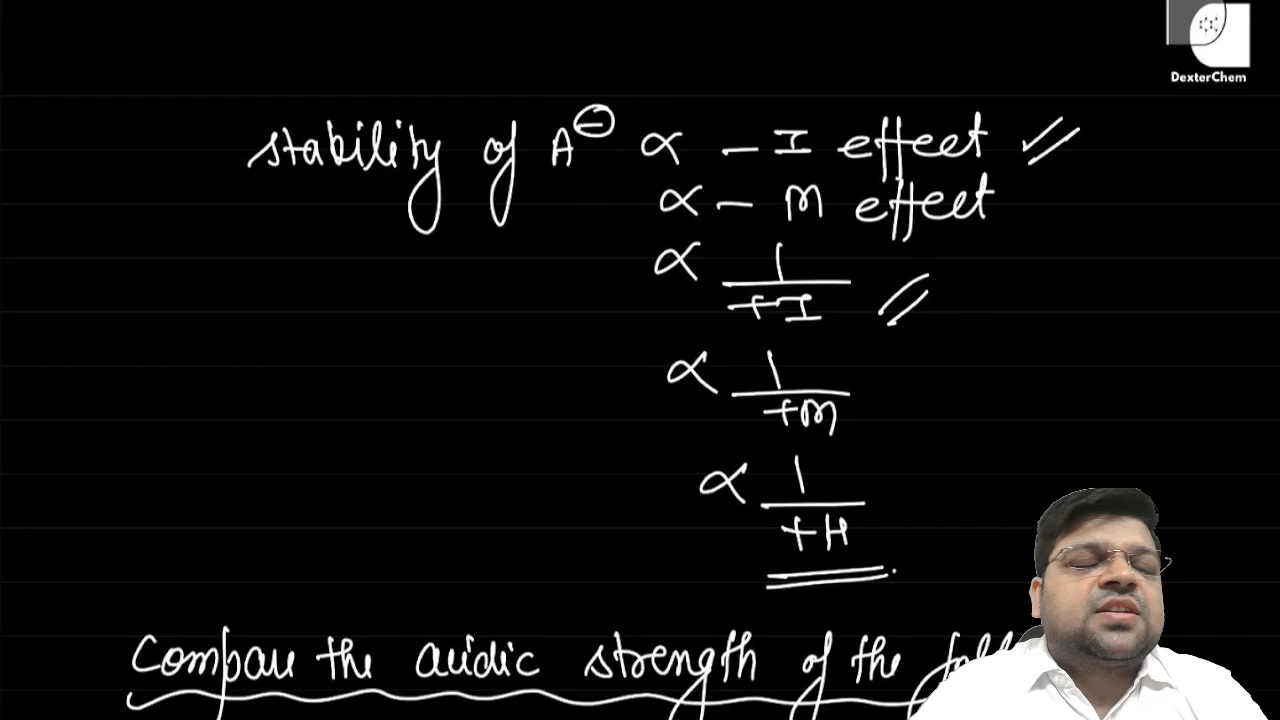 DexterChem
stability of A⊖ ∝ – I effect
∝ – M effect
∝ 1/+I
∝ 1/+M
∝ 1/+H
Compare the acidic strength of the